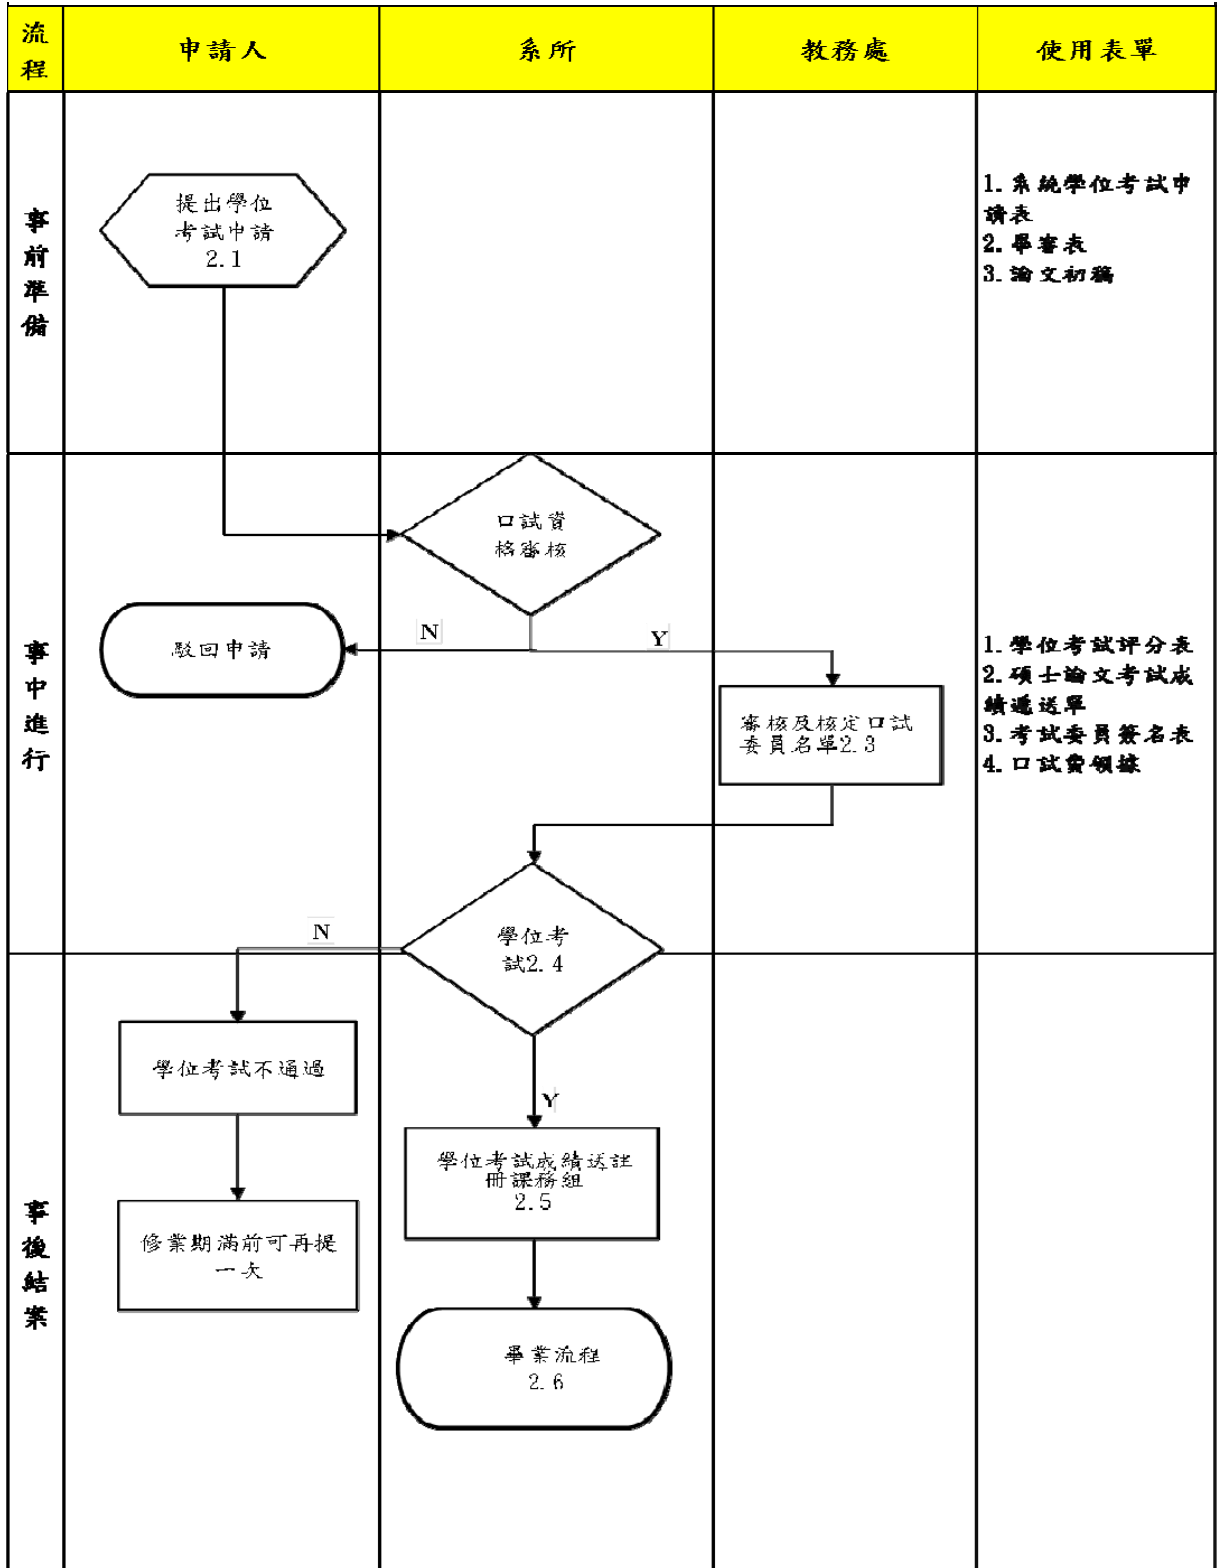 流
程
申請人
系所
教務處
使用表單
事
前
準
備
提出學位
考試申請
2.1
1. 系統學位考試申
請表
2. 畢審表
3. 論文初稿
事
中
進
行
口試資
格審核
N
Y
駁回申請
審核及核定口試
委員名單2.3
1. 學位考試評分表
2. 碩士論文考試成
績遞送單
3. 考試委員簽名表
4. 口試費領據
學位考
試2.4
N
Y
事
後
結
案
學位考試不通過
修業期滿前可再提
一次
學位考試成績送註
冊課務組
2.5
畢業流程
2.6